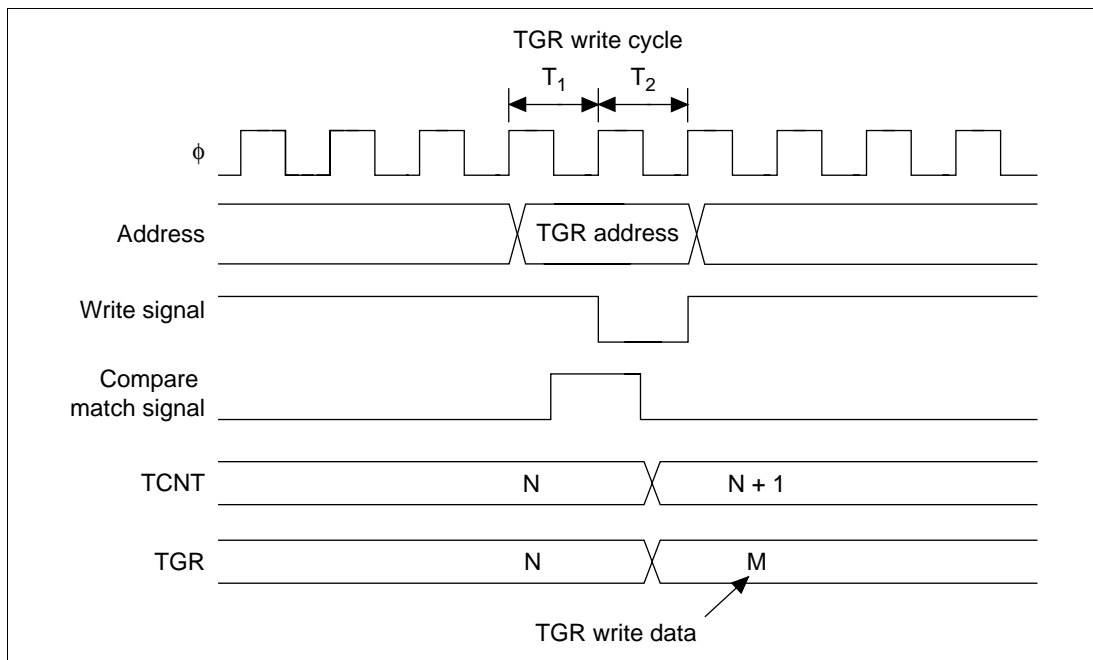 TGR write cycle
T1 T2
ϕ
Address TGR address
Write signal
Compare
match signal
TCNT N N + 1
TGR N M
TGR write data